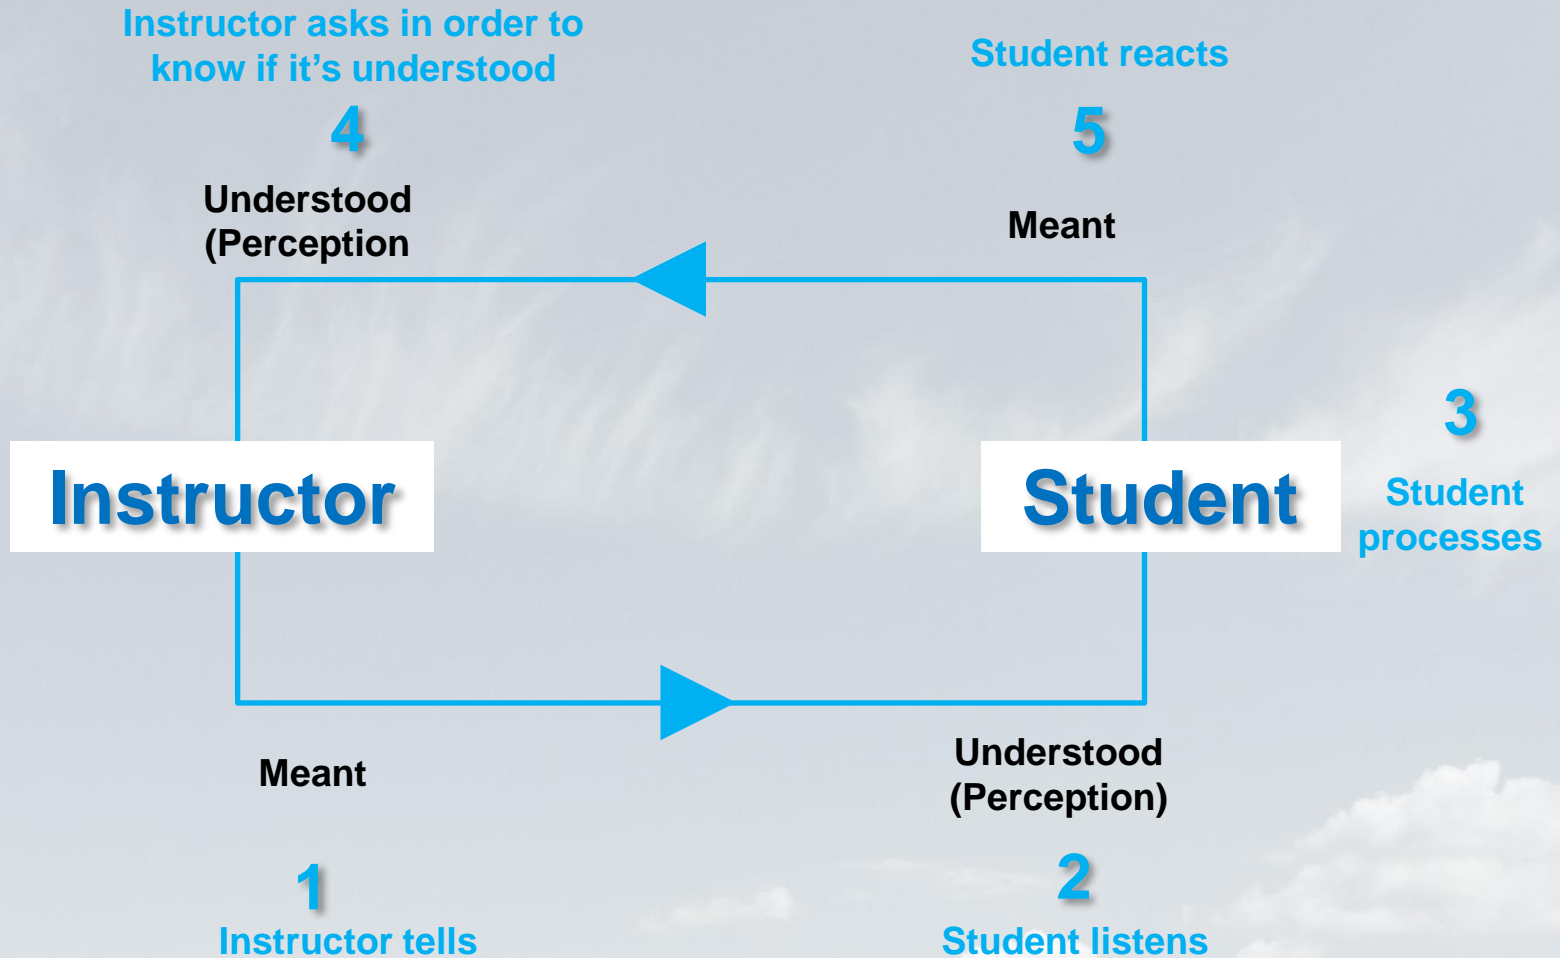 Instructor asks in order to
know if it’s understood
4
Understood
(Perception
Student reacts
5
Meant
Instructor
Student
3
Student
processes
Meant
1
Instructor tells
Understood
(Perception)
2
Student listens